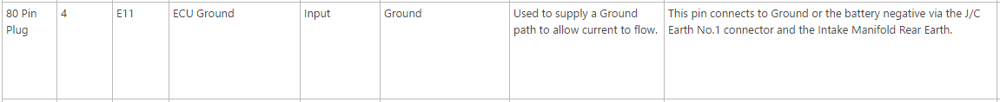 80 Pin
Plug
4
E11
ECU Ground
Input
Ground
Used to supply a Ground
path to allow current to flow.
This pin connects to Ground or the battery negative via the J/C
Earth No.1 connector and the Intake Manifold Rear Earth.